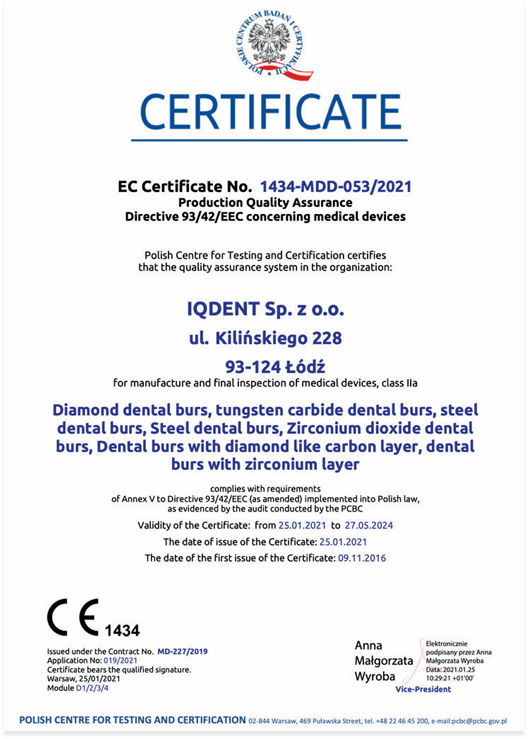 POLSKIE CENTRUM BADAŃ I CERTYFIKACJI
CERTIFICATE
EC Certificate No. 1434-MDD-053/2021
Production Quality Assurance
Directive 93/42/EEC concerning medical devices
Polish Centre for Testing and Certification certifies
that the quality assurance system in the organization:
IQDENT Sp. z o.o.
ul. Kilińskiego 228
93-124 Łódź
for manufacture and final inspection of medical devices, class IIa
Diamond dental burs, tungsten carbide dental burs, steel
dental burs, Steel dental burs, Zirconium dioxide dental
burs, Dental burs with diamond like carbon layer, dental
burs with zirconium layer
complies with requirements
of Annex V to Directive 93/42/EEC (as amended) implemented into Polish law,
as evidenced by the audit conducted by the PCBC
Validity of the Certificate: from 25.01.2021 to 27.05.2024
The date of issue of the Certificate: 25.01.2021
The date of the first issue of the Certificate: 09.11.2016
CE 1434
Issued under the Contract No. MD-227/2019
Application No: 019/2021
Certificate bears the qualified signature.
Warsaw, 25/01/2021
Module D1/2/3/4
Anna
Małgorzata
Wyroba
Elektronicznie
podpisany przez Anna
Małgorzata Wyroba
Data: 2021.01.25
10:29:21 +01'00'
Vice-President
POLISH CENTRE FOR TESTING AND CERTIFICATION 02-844 Warsaw, 469 Puławska Street, tel. +48 22 46 45 200, e-mail:pcbc@pcbc.gov.pl